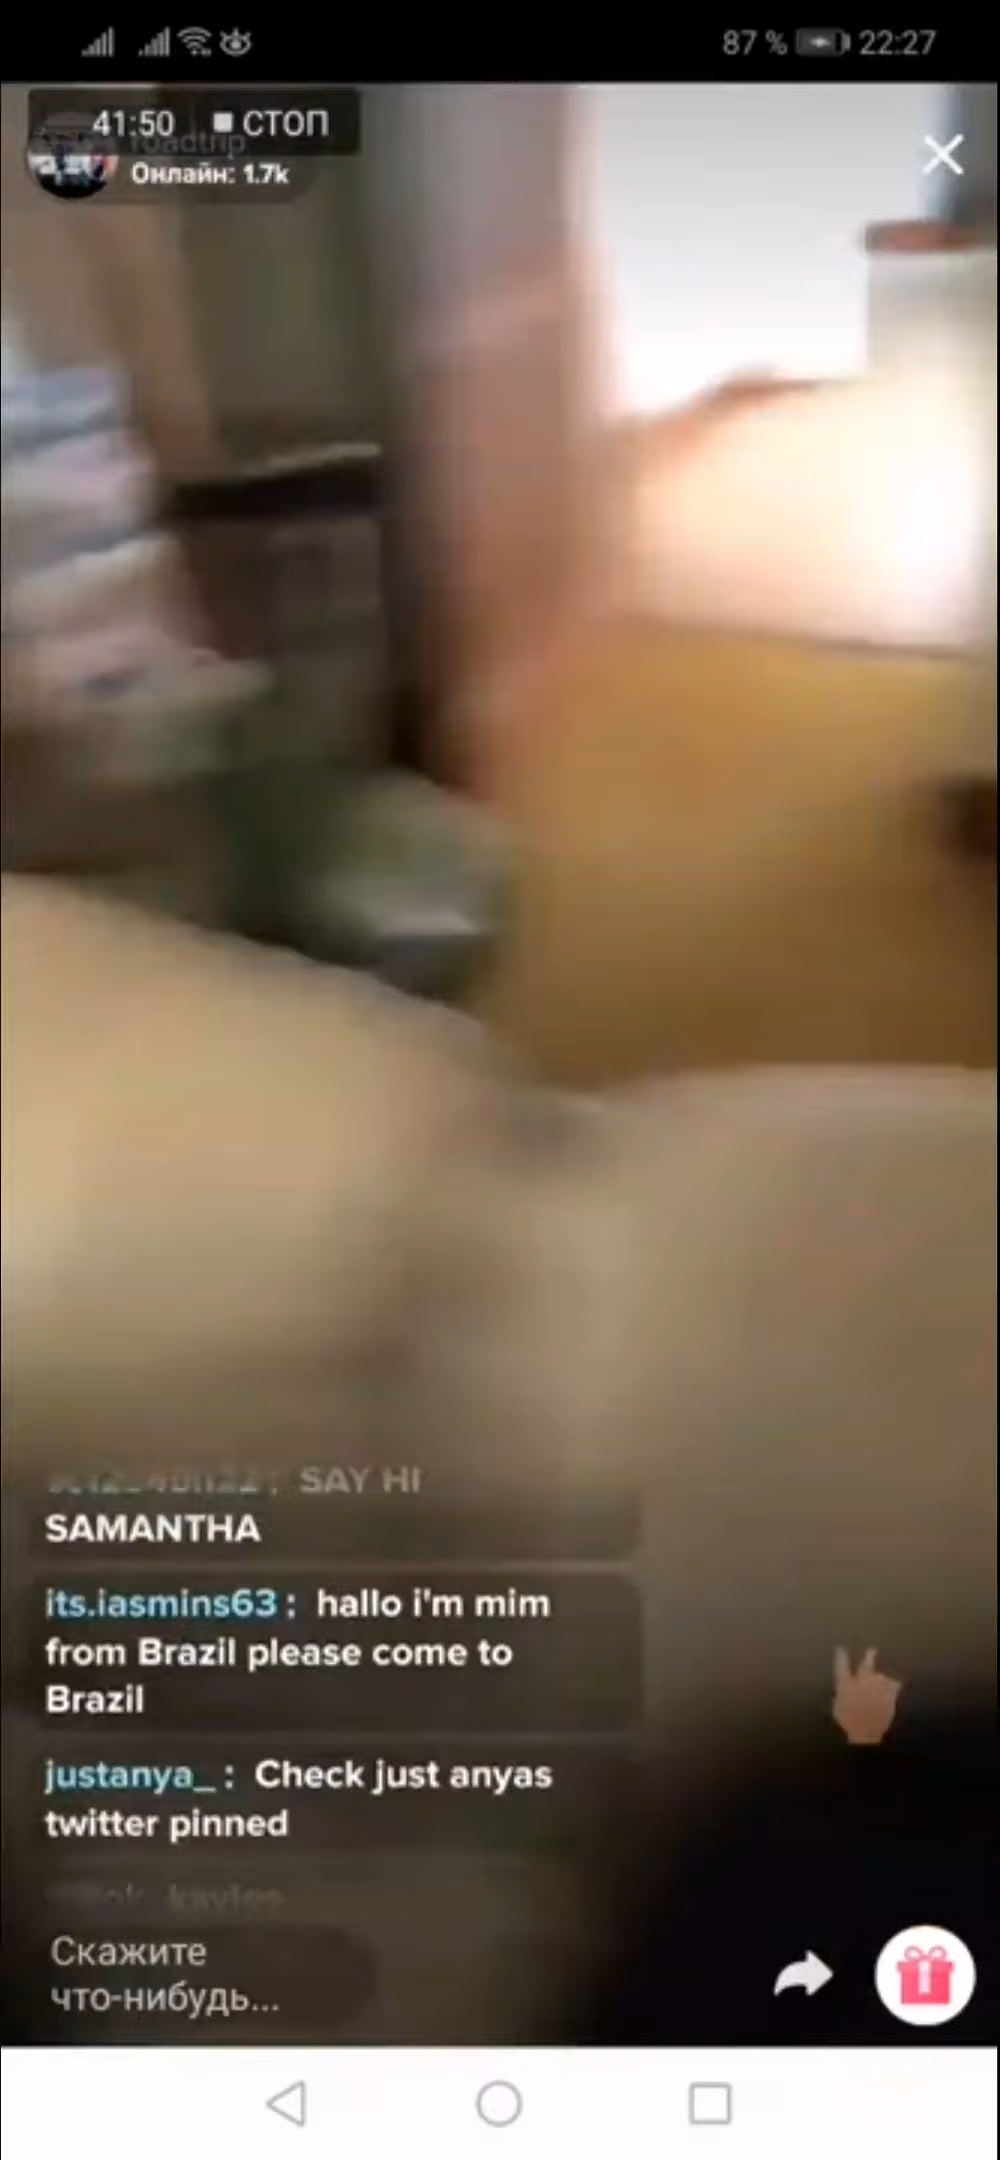 87 % 22:27
41:50 СТОП
roadtrip
Онлайн: 1.7k
SAY HI
SAMANTHA
its.iasmins63 : hallo i'm mim
from Brazil please come to
Brazil
justanya_ : Check just anyas
twitter pinned
Скажите
что-нибудь...